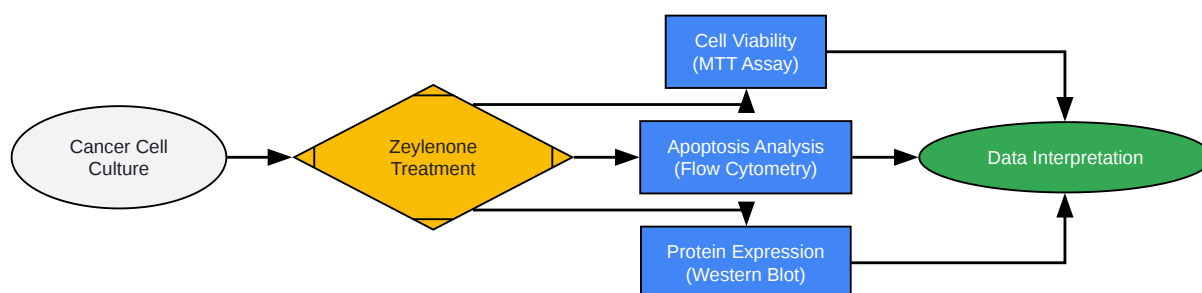 Cancer Cell
Culture
Zeylenone
Treatment
Cell Viability
(MTT Assay)
Apoptosis Analysis
(Flow Cytometry)
Protein Expression
(Western Blot)
Data Interpretation